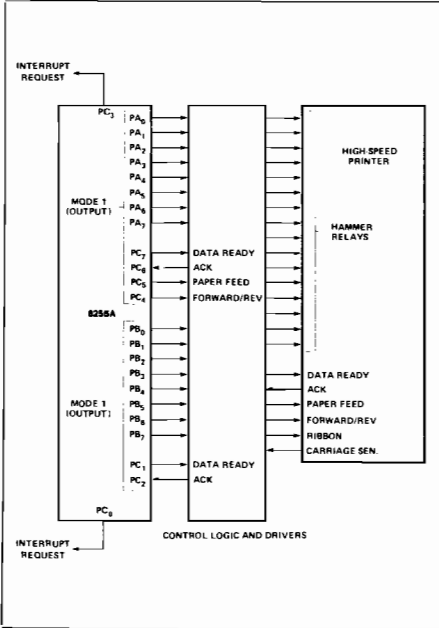 INTERRUPT
REQUEST
PC3
PA0
PA1
PA2
PA3
PA4
PA5
PA6
PA7
MODE 1
(OUTPUT)
PC7 DATA READY
PC6 ACK
PC5 PAPER FEED
PC4 FORWARD/REV
8255A
PB0
PB1
PB2
PB3
PB4
PB5
PB6
PB7
MODE 1
(OUTPUT)
PC1 DATA READY
PC2 ACK
PC0
INTERRUPT
REQUEST
CONTROL LOGIC AND DRIVERS
HIGH-SPEED
PRINTER
HAMMER
RELAYS
DATA READY
ACK
PAPER FEED
FORWARD/REV
RIBBON
CARRIAGE SEN.